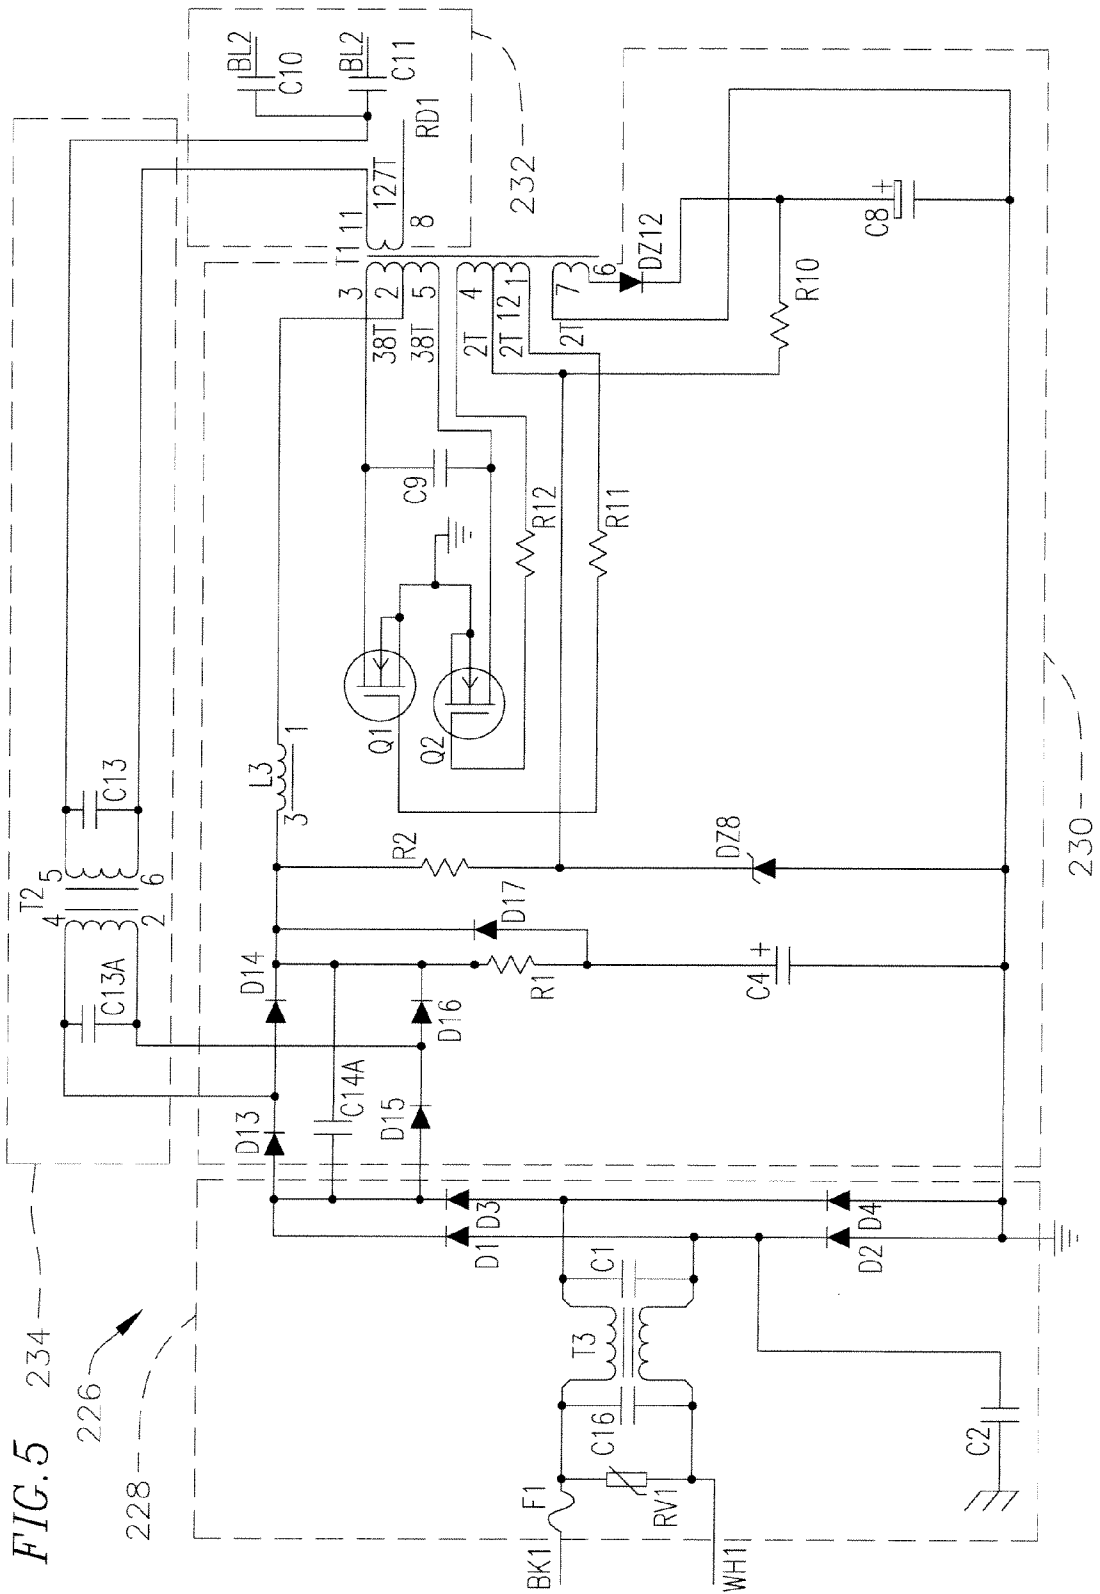 FIG.5
226
228
234
232
230
BK1
F1
WH1
RV1
C16
T3
C1
C2
D1
D3
D2
D4
D13
C14A
D15
D14
D16
C13A
T2
4
2
5
6
C13
R1
D17
C4
+
R2
DZ8
L3
3
1
Q1
Q2
C9
R12
R11
T1
3
2
5
4
12
1
7
6
38T
38T
2T
2T
2T
11
8
127T
RD1
BL2
C10
BL2
C11
DZ12
R10
C8
+